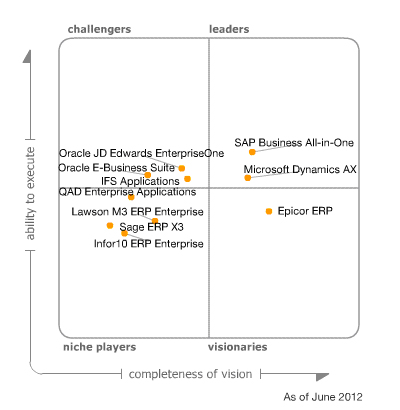 challengers
leaders
SAP Business All-in-One
Oracle JD Edwards EnterpriseOne
Oracle E-Business Suite
Microsoft Dynamics AX
IFS Applications
QAD Enterprise Applications
Lawson M3 ERP Enterprise
Epicor ERP
Sage ERP X3
Infor10 ERP Enterprise
ability to execute
niche players
visionaries
completeness of vision
As of June 2012